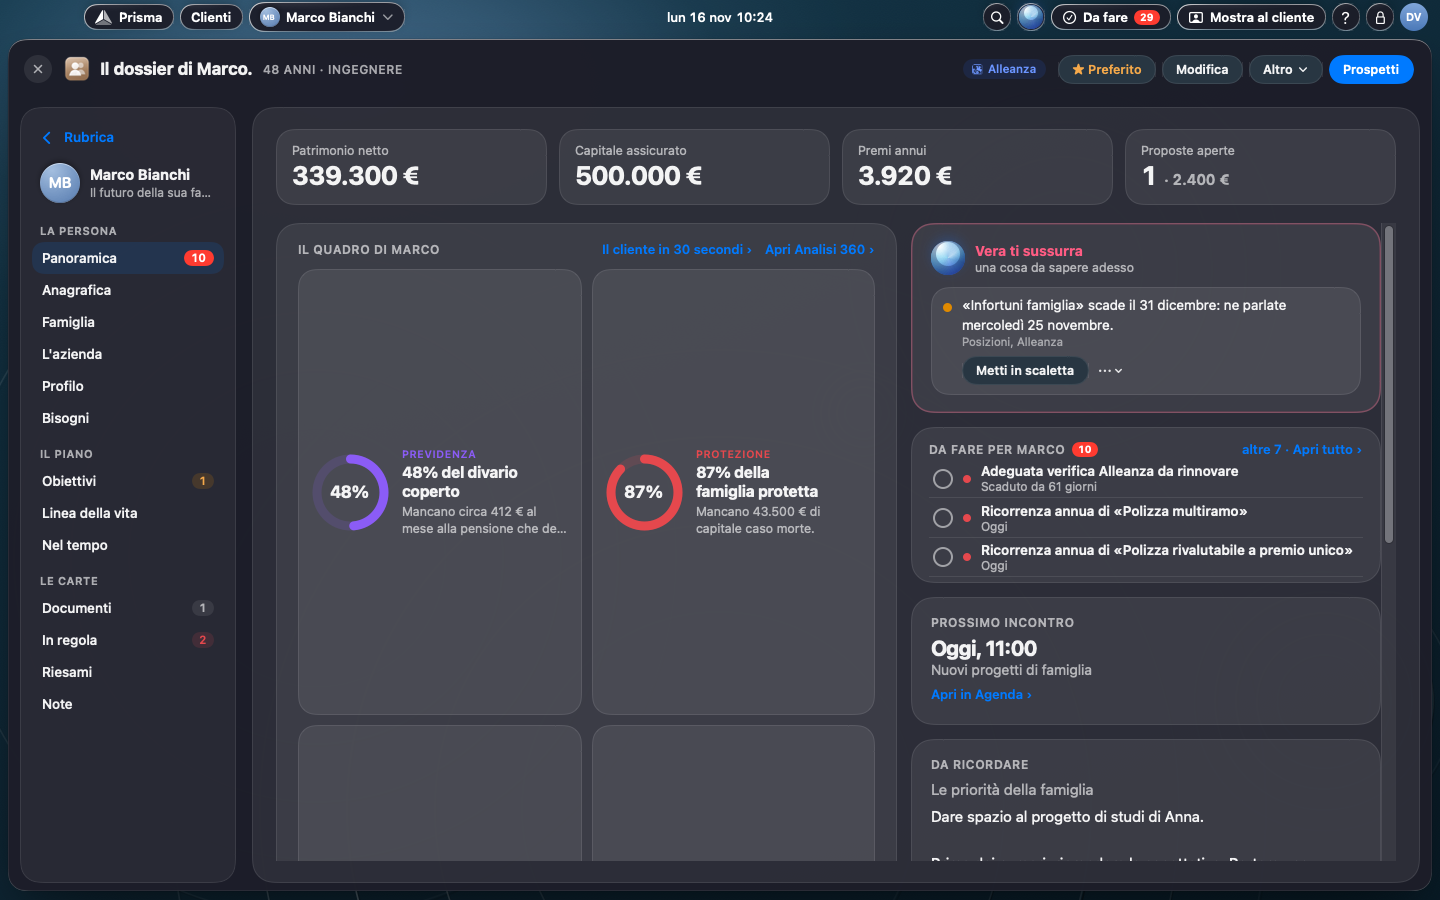 Prisma
Clienti
MB Marco Bianchi
lun 16 nov 10:24
Da fare 29
Mostra al cliente
?
DV
Il dossier di Marco.
48 ANNI · INGEGNERE
Alleanza
Preferito
Modifica
Altro
Prospetti
Rubrica
MB
Marco Bianchi
Il futuro della sua fa...
LA PERSONA
Panoramica 10
Anagrafica
Famiglia
L'azienda
Profilo
Bisogni
IL PIANO
Obiettivi 1
Linea della vita
Nel tempo
LE CARTE
Documenti 1
In regola 2
Riesami
Note
Patrimonio netto
339.300 €
Capitale assicurato
500.000 €
Premi annui
3.920 €
Proposte aperte
1 · 2.400 €
IL QUADRO DI MARCO
Il cliente in 30 secondi ›
Apri Analisi 360 ›
48%
PREVIDENZA
48% del divario
coperto
Mancano circa 412 € al
mese alla pensione che de...
87%
PROTEZIONE
87% della
famiglia protetta
Mancano 43.500 € di
capitale caso morte.
Vera ti sussurra
una cosa da sapere adesso
«Infortuni famiglia» scade il 31 dicembre: ne parlate
mercoledì 25 novembre.
Posizioni, Alleanza
Metti in scaletta
···
DA FARE PER MARCO 10
altre 7 · Apri tutto ›
Adeguata verifica Alleanza da rinnovare
Scaduto da 61 giorni
Ricorrenza annua di «Polizza multiramo»
Oggi
Ricorrenza annua di «Polizza rivalutabile a premio unico»
Oggi
PROSSIMO INCONTRO
Oggi, 11:00
Nuovi progetti di famiglia
Apri in Agenda ›
DA RICORDARE
Le priorità della famiglia
Dare spazio al progetto di studi di Anna.